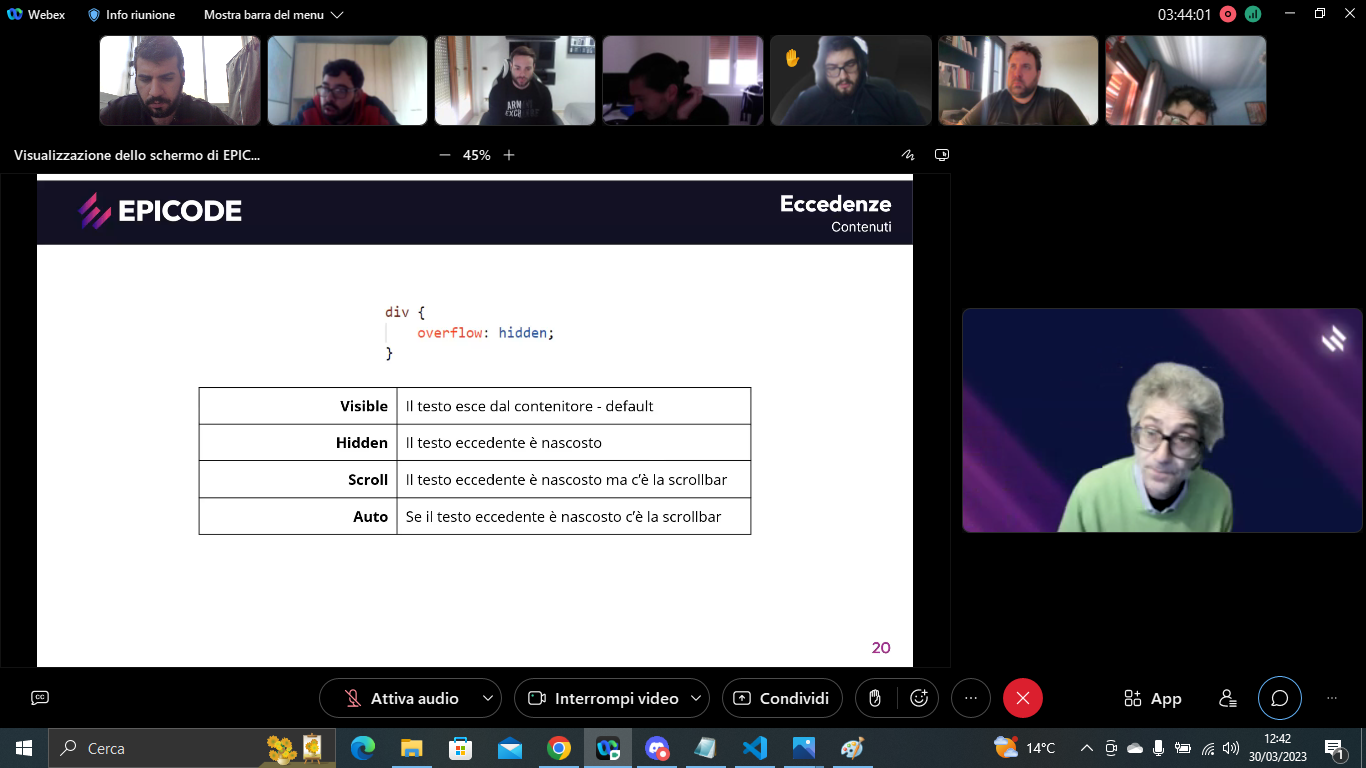 Webex
Info riunione
Mostra barra del menu
03:44:01
ARM
EXCH
Visualizzazione dello schermo di EPIC...
45%
EPICODE
Eccedenze
Contenuti
div {
overflow: hidden;
}
Visible Il testo esce dal contenitore - default
Hidden Il testo eccedente è nascosto
Scroll Il testo eccedente è nascosto ma c'è la scrollbar
Auto Se il testo eccedente è nascosto c'è la scrollbar
20
CC
Attiva audio
Interrompi video
Condividi
App
Cerca
14°C
12:42
30/03/2023
1